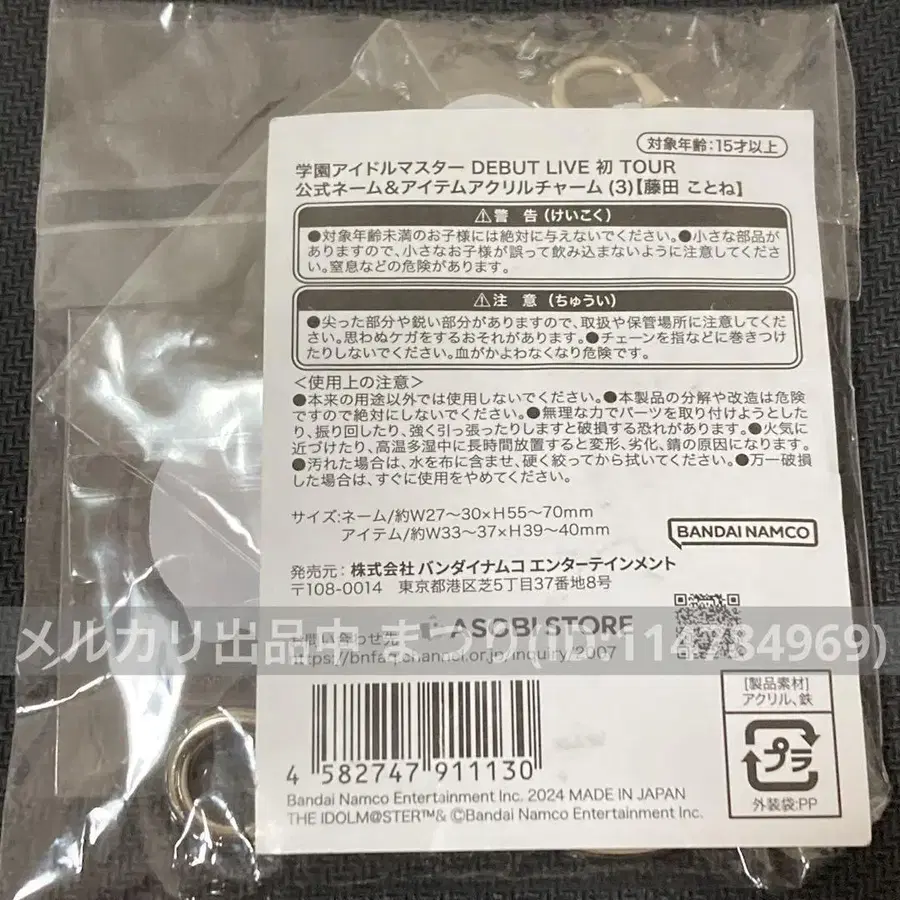 対象年齢:15才以上
学園アイドルマスター DEBUT LIVE 初 TOUR
公式ネーム&アイテムアクリルチャーム (3)【藤田 ことね】
⚠警 告(けいこく)
●対象年齢未満のお子様には絶対に与えないでください。●小さな部品が
ありますので、小さなお子様が誤って飲み込まないように注意してくださ
い。窒息などの危険があります。
⚠注 意(ちゅうい)
●尖った部分や鋭い部分がありますので、取扱や保管場所に注意してくだ
さい。思わぬケガをするおそれがあります。●チェーンを指などに巻きつけ
たりしないでください。血がかよわなくなり危険です。
<使用上の注意>
●本来の用途以外では使用しないでください。●本製品の分解や改造は危険
ですので絶対にしないでください。●無理な力でパーツを取り付けようとした
り、振り回したり、強く引っ張ったりしますと破損する恐れがあります。●火気に
近づけたり、高温多湿中に長時間放置すると変形、劣化、錆の原因になります。
●汚れた場合は、水を布に含ませ、硬く絞ってから拭いてください。●万一破損
した場合は、すぐに使用をやめてください。
サイズ:ネーム/約W27〜30×H55〜70mm
アイテム/約W33〜37×H39〜40mm
BANDAI NAMCO
発売元:株式会社 バンダイナムコ エンターテインメント
〒108-0014 東京都港区芝5丁目37番地8号
お問い合わせ先 ASOBI STORE
メルカリ出品中 まつり(ID:114784969)
https://bnfaq.channel.or.jp/inquiry/2007
[製品素材]
アクリル、鉄
プラ
外装袋:PP
4 582747 911130
Bandai Namco Entertainment Inc. 2024 MADE IN JAPAN
THE IDOLM@STER™& ©Bandai Namco Entertainment Inc.